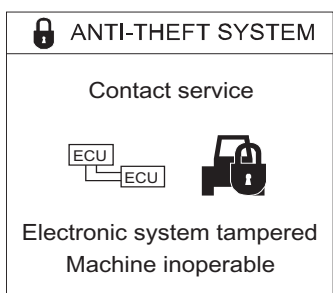 ANTI-THEFT SYSTEM
Contact service
ECU
ECU
Electronic system tampered
Machine inoperable